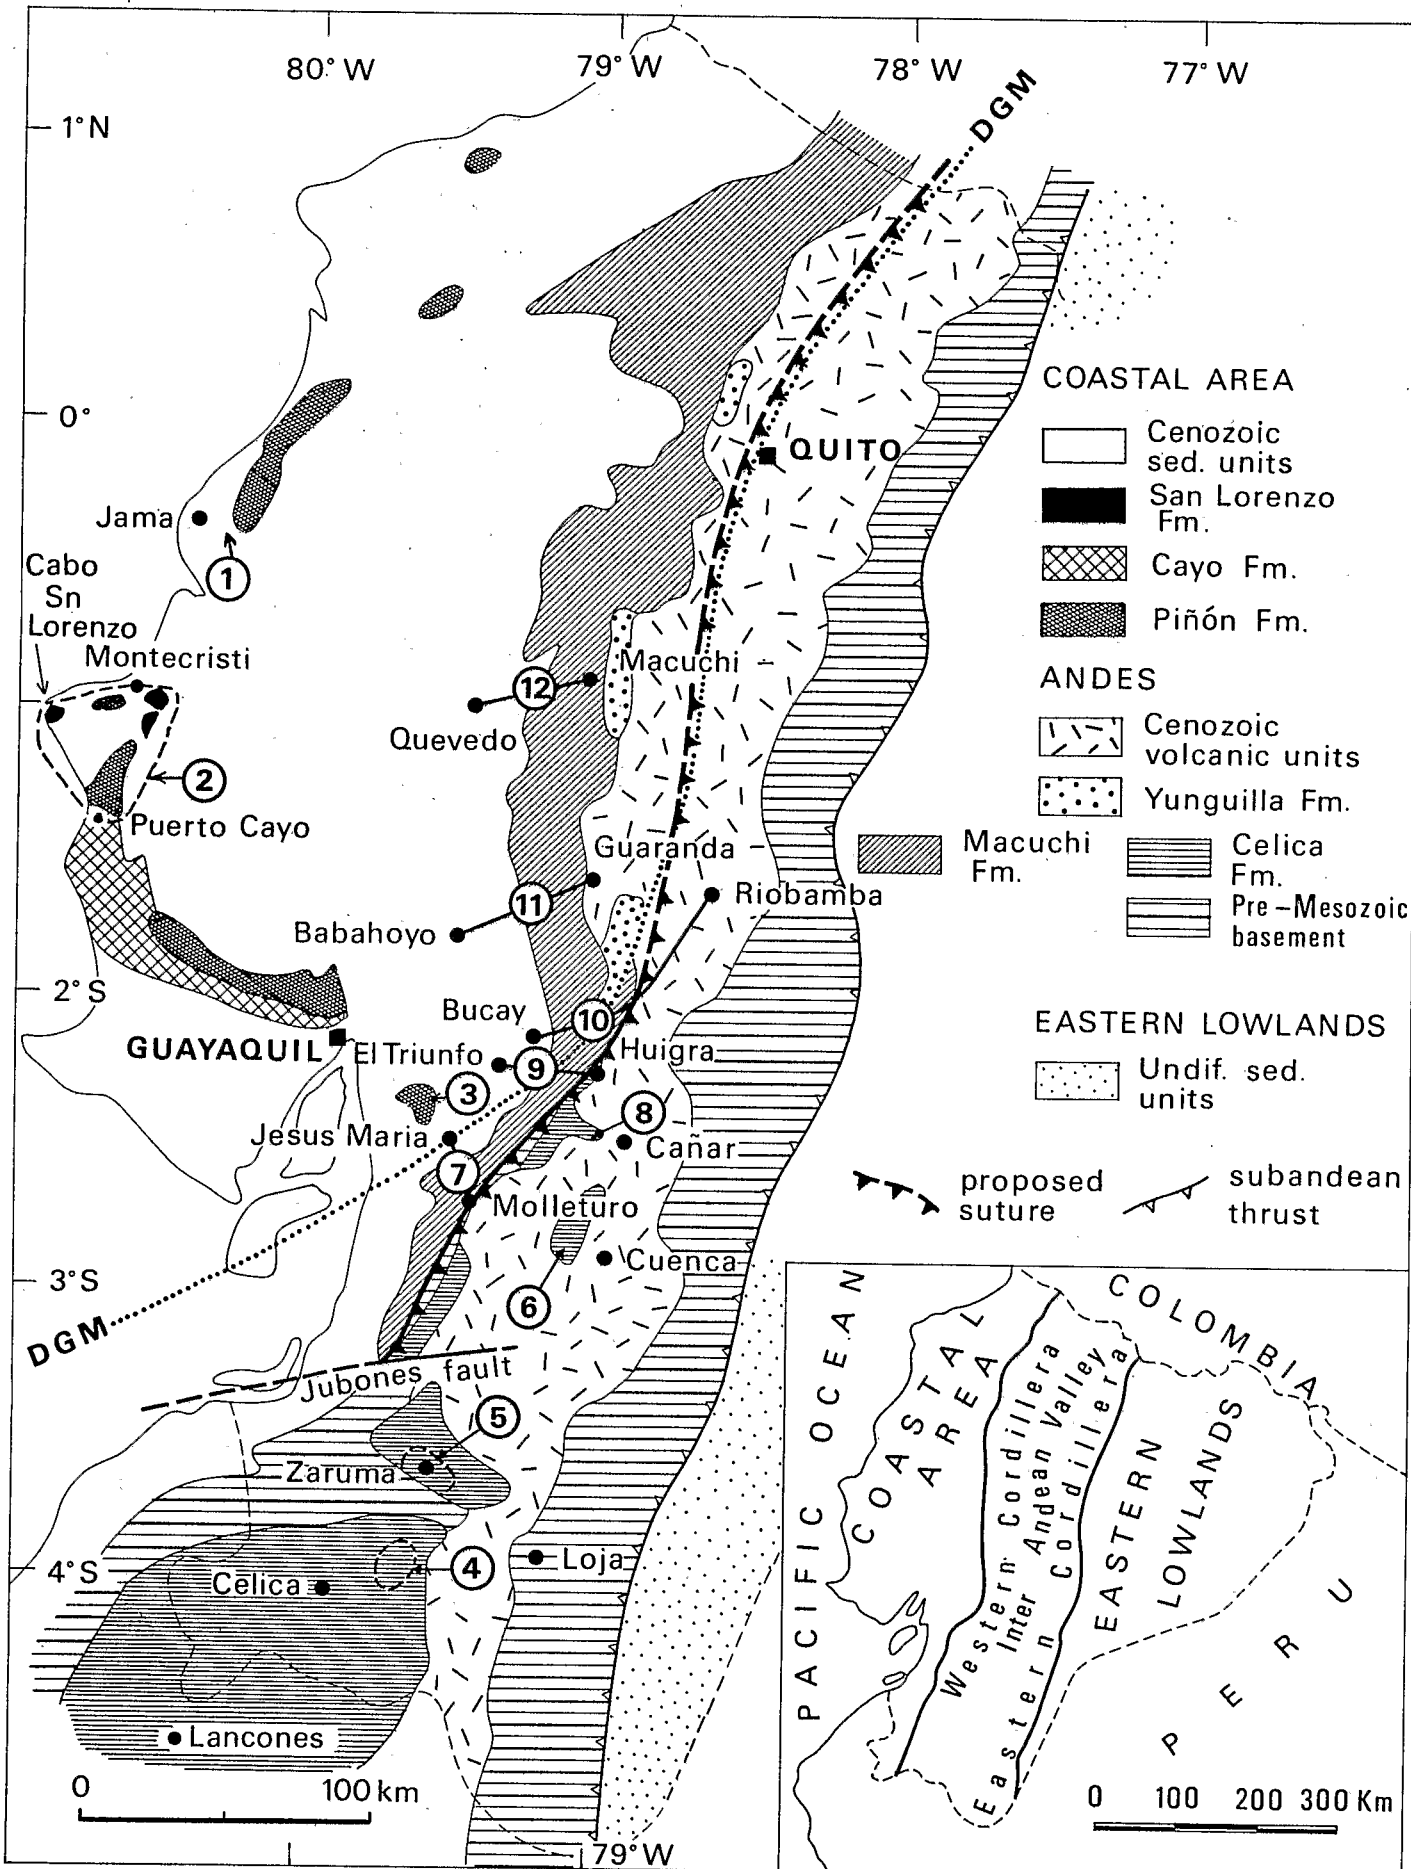 80° W
79° W
78° W
77° W
1° N
DGM
0°
QUITO
Jama
1
Cabo
Sn
Lorenzo
Montecristi
2
Puerto Cayo
Macuchi
12
Quevedo
Guaranda
11
Riobamba
Babahoyo
2° S
Bucay
10
GUAYAQUIL
El Triunfo
9
Huigra
3
8
Jesus Maria
Cañar
7
Molleturo
Cuenca
3° S
6
DGM
Jubones fault
5
Zaruma
4° S
4
Loja
Celica
Lancones
0 100 km
79° W
COASTAL AREA
Cenozoic
sed. units
San Lorenzo
Fm.
Cayo Fm.
Piñón Fm.
ANDES
Cenozoic
volcanic units
Yunguilla Fm.
Macuchi
Fm.
Celica
Fm.
Pre-Mesozoic
basement
EASTERN LOWLANDS
Undif. sed.
units
proposed
suture
subandean
thrust
PACIFIC OCEAN
COASTAL
AREA
Western Cordillera
Inter Andean Valley
Eastern Cordillera
EASTERN
LOWLANDS
COLOMBIA
PERU
0 100 200 300 Km